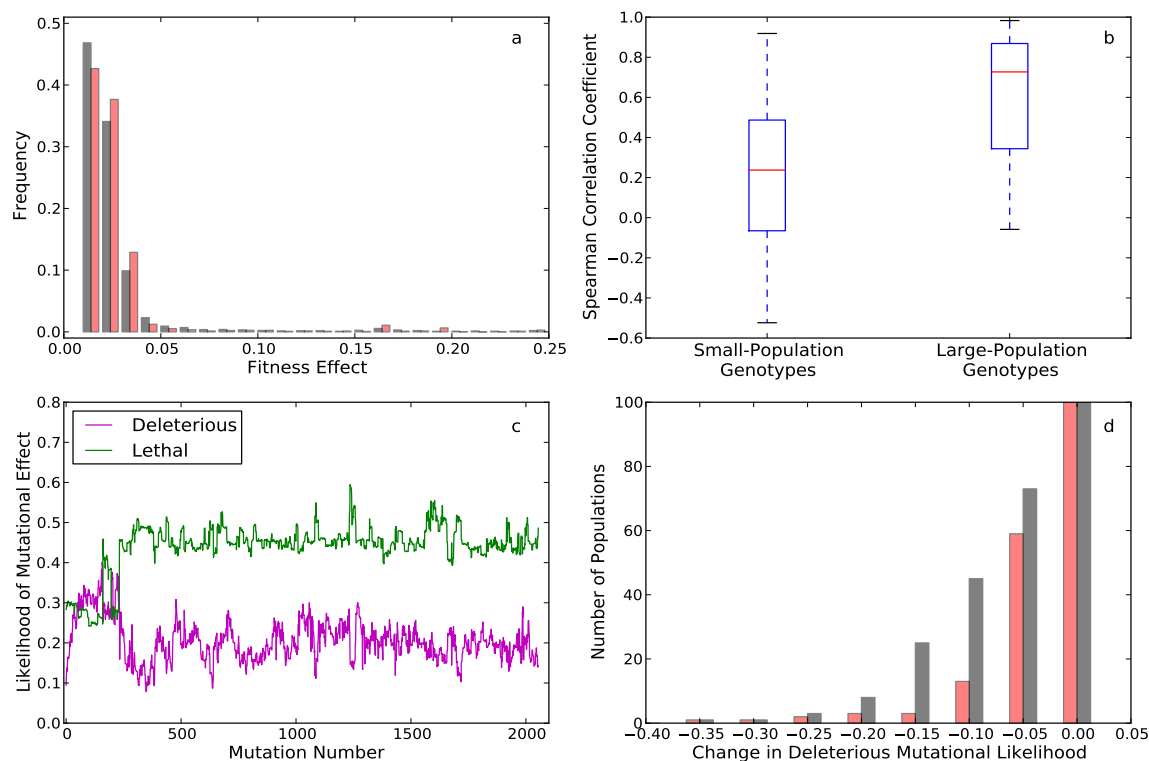 a
0.5
0.4
0.3
0.2
0.1
0.0
Frequency
0.00 0.05 0.10 0.15 0.20 0.25
Fitness Effect
b
1.0
0.8
0.6
0.4
0.2
0.0
−0.2
−0.4
−0.6
Spearman Correlation Coefficient
Small-Population
Genotypes
Large-Population
Genotypes
c
Deleterious
Lethal
0.8
0.7
0.6
0.5
0.4
0.3
0.2
0.1
0.0
Likelihood of Mutational Effect
0 500 1000 1500 2000
Mutation Number
d
100
80
60
40
20
0
Number of Populations
−0.40 −0.35 −0.30 −0.25 −0.20 −0.15 −0.10 −0.05 0.00 0.05
Change in Deleterious Mutational Likelihood